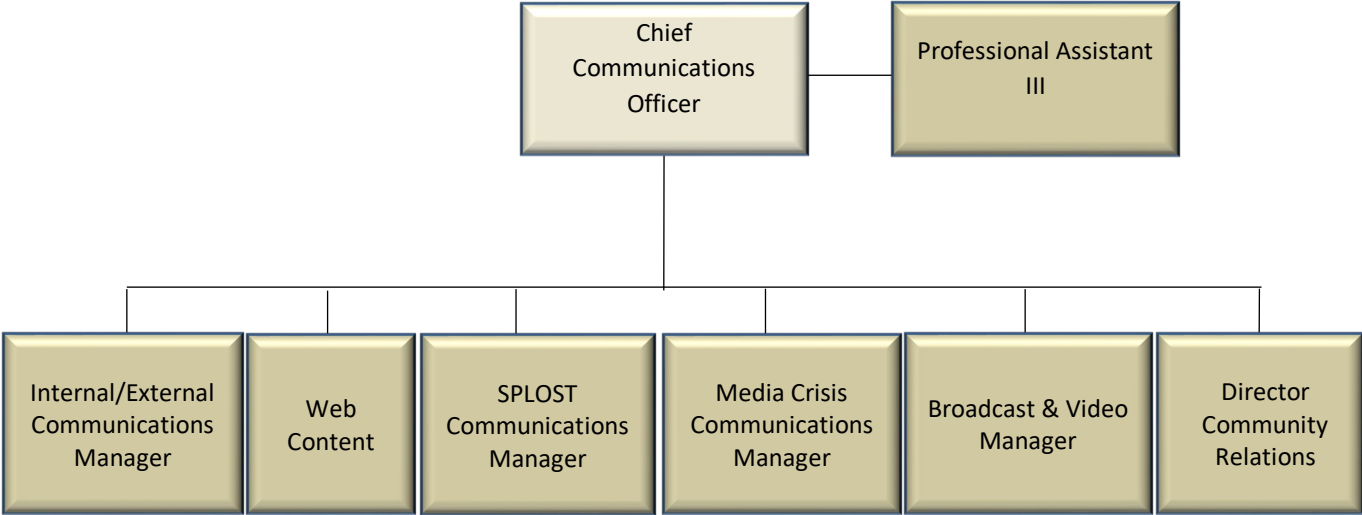 Chief
Communications
Officer
Professional Assistant
III
Internal/External
Communications
Manager
Web
Content
SPLOST
Communications
Manager
Media Crisis
Communications
Manager
Broadcast & Video
Manager
Director
Community
Relations